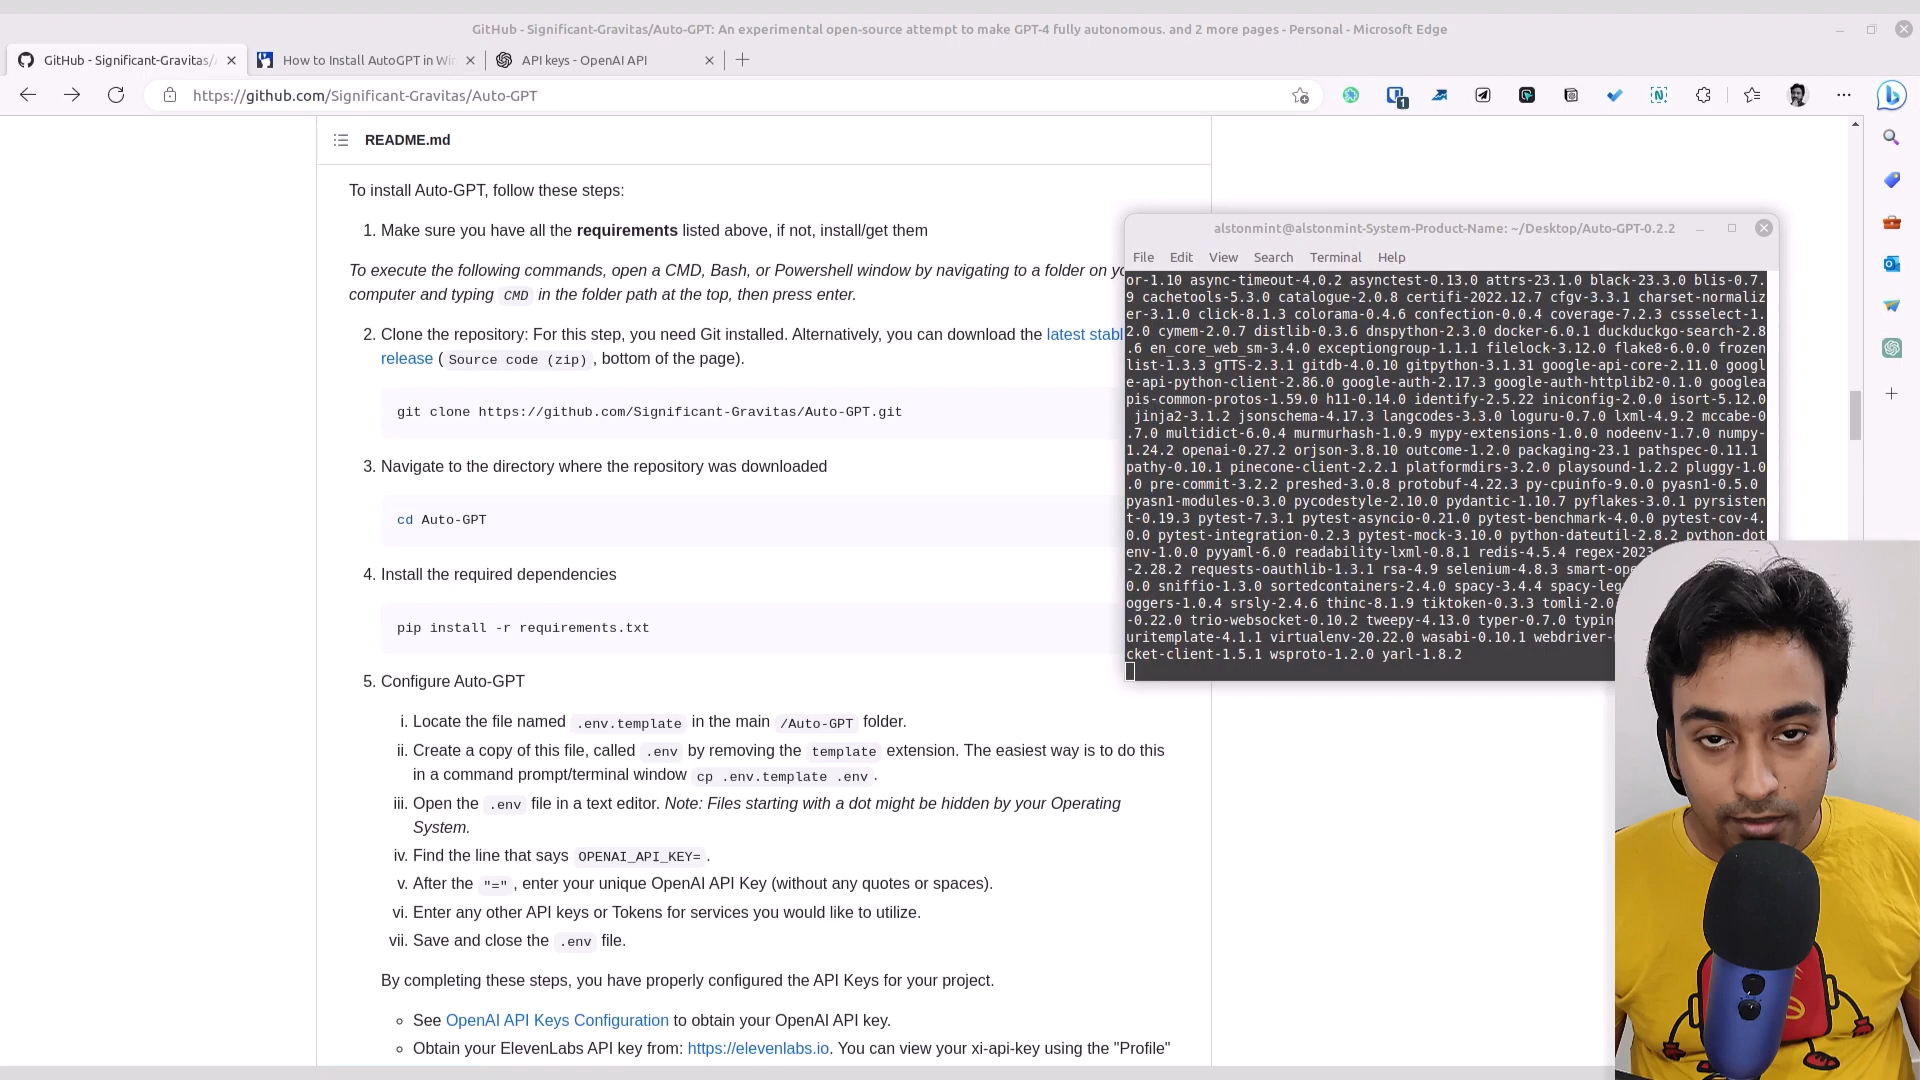 GitHub - Significant-Gravitas/Auto-GPT: An experimental open-source attempt to make GPT-4 fully autonomous. and 2 more pages - Personal - Microsoft Edge
GitHub - Significant-Gravitas/
How to Install AutoGPT in Win
API keys - OpenAI API
https://github.com/Significant-Gravitas/Auto-GPT
1
README.md
To install Auto-GPT, follow these steps:
1. Make sure you have all the requirements listed above, if not, install/get them
To execute the following commands, open a CMD, Bash, or Powershell window by navigating to a folder on yo
computer and typing CMD in the folder path at the top, then press enter.
2. Clone the repository: For this step, you need Git installed. Alternatively, you can download the latest stabl
release ( Source code (zip) , bottom of the page).
git clone https://github.com/Significant-Gravitas/Auto-GPT.git
3. Navigate to the directory where the repository was downloaded
cd Auto-GPT
4. Install the required dependencies
pip install -r requirements.txt
5. Configure Auto-GPT
i. Locate the file named .env.template in the main /Auto-GPT folder.
ii. Create a copy of this file, called .env by removing the template extension. The easiest way is to do this
in a command prompt/terminal window cp .env.template .env .
iii. Open the .env file in a text editor. Note: Files starting with a dot might be hidden by your Operating
System.
iv. Find the line that says OPENAI_API_KEY= .
v. After the "=" , enter your unique OpenAI API Key (without any quotes or spaces).
vi. Enter any other API keys or Tokens for services you would like to utilize.
vii. Save and close the .env file.
By completing these steps, you have properly configured the API Keys for your project.
See OpenAI API Keys Configuration to obtain your OpenAI API key.
Obtain your ElevenLabs API key from: https://elevenlabs.io. You can view your xi-api-key using the "Profile"
alstonmint@alstonmint-System-Product-Name: ~/Desktop/Auto-GPT-0.2.2
File Edit View Search Terminal Help
or-1.10 async-timeout-4.0.2 asynctest-0.13.0 attrs-23.1.0 black-23.3.0 blis-0.7.
9 cachetools-5.3.0 catalogue-2.0.8 certifi-2022.12.7 cfgv-3.3.1 charset-normaliz
er-3.1.0 click-8.1.3 colorama-0.4.6 confection-0.0.4 coverage-7.2.3 cssselect-1.
2.0 cymem-2.0.7 distlib-0.3.6 dnspython-2.3.0 docker-6.0.1 duckduckgo-search-2.8
.6 en_core_web_sm-3.4.0 exceptiongroup-1.1.1 filelock-3.12.0 flake8-6.0.0 frozen
list-1.3.3 gTTS-2.3.1 gitdb-4.0.10 gitpython-3.1.31 google-api-core-2.11.0 googl
e-api-python-client-2.86.0 google-auth-2.17.3 google-auth-httplib2-0.1.0 googlea
pis-common-protos-1.59.0 h11-0.14.0 identify-2.5.22 iniconfig-2.0.0 isort-5.12.0
jinja2-3.1.2 jsonschema-4.17.3 langcodes-3.3.0 loguru-0.7.0 lxml-4.9.2 mccabe-0
.7.0 multidict-6.0.4 murmurhash-1.0.9 mypy-extensions-1.0.0 nodeenv-1.7.0 numpy-
1.24.2 openai-0.27.2 orjson-3.8.10 outcome-1.2.0 packaging-23.1 pathspec-0.11.1
pathy-0.10.1 pinecone-client-2.2.1 platformdirs-3.2.0 playsound-1.2.2 pluggy-1.0
.0 pre-commit-3.2.2 preshed-3.0.8 protobuf-4.22.3 py-cpuinfo-9.0.0 pyasn1-0.5.0
pyasn1-modules-0.3.0 pycodestyle-2.10.0 pydantic-1.10.7 pyflakes-3.0.1 pyrsisten
t-0.19.3 pytest-7.3.1 pytest-asyncio-0.21.0 pytest-benchmark-4.0.0 pytest-cov-4.
0.0 pytest-integration-0.2.3 pytest-mock-3.10.0 python-dateutil-2.8.2 python-dot
env-1.0.0 pyyaml-6.0 readability-lxml-0.8.1 redis-4.5.4 regex-2023
-2.28.2 requests-oauthlib-1.3.1 rsa-4.9 selenium-4.8.3 smart-ope
0.0 sniffio-1.3.0 sortedcontainers-2.4.0 spacy-3.4.4 spacy-leg
oggers-1.0.4 srsly-2.4.6 thinc-8.1.9 tiktoken-0.3.3 tomli-2.0
-0.22.0 trio-websocket-0.10.2 tweepy-4.13.0 typer-0.7.0 typin
uritemplate-4.1.1 virtualenv-20.22.0 wasabi-0.10.1 webdriver-
cket-client-1.5.1 wsproto-1.2.0 yarl-1.8.2